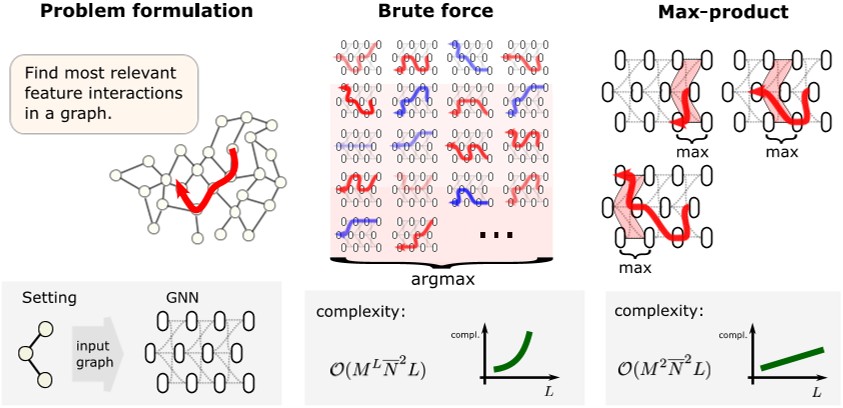 Problem formulation
Find most relevant
feature interactions
in a graph.
Setting
GNN
input
graph
Brute force
...
argmax
complexity:
compl.
O(M^L N̅^2 L)
L
Max-product
max
max
max
complexity:
compl.
O(M^2 N̅^2 L)
L